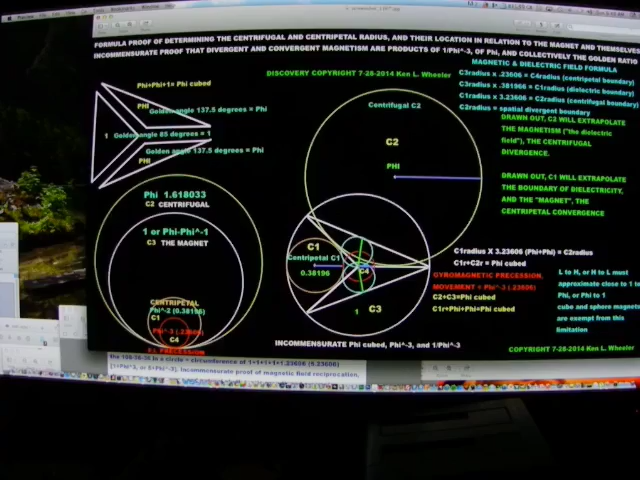 FORMULA PROOF OF DETERMINING THE CENTRIFUGAL AND CENTRIPETAL RADIUS, AND THEIR LOCATION IN RELATION TO THE MAGNET AND THEMSELVES
INCOMMENSURATE PROOF THAT DIVERGENT AND CONVERGENT MAGNETISM ARE PRODUCTS OF 1/Phi^-3, OF Phi, AND COLLECTIVELY THE GOLDEN RATIO
MAGNETIC & DIELECTRIC FIELD FORMULA
DISCOVERY COPYRIGHT 7-26-2014 Ken L. Wheeler
C3radius x .23606 = C4radius (centripetal boundary)
C3radius x .381966 = C1radius (dielectric boundary)
C1radius x 3.23606 = C2radius (centrifugal boundary)
C2radius = spatial divergent boundary
DRAWN OUT, C2 WILL EXTRAPOLATE
THE MAGNETISM ("the dielectric
field"), THE CENTRIFUGAL
DIVERGENCE.
DRAWN OUT, C1 WILL EXTRAPOLATE
THE BOUNDARY OF DIELECTRICITY,
AND THE "MAGNET", THE
CENTRIPETAL CONVERGENCE
Phi+Phi+1= Phi cubed
PHI
Golden angle 137.5 degrees = Phi
1
Golden angle 85 degrees = 1
Golden angle 137.5 degrees = Phi
PHI
Centrifugal C2
C2
PHI
Phi 1.618033
C2 CENTRIFUGAL
1 or Phi-Phi^-1
C3 THE MAGNET
CENTRIPETAL
Phi^-2 (0.38196)
C1
Phi^-3 (.23606)
C4
PRECESSION
C1
Centripetal C1
0.38196
C4
1
C3
C1radius X 3.23606 (Phi+Phi) = C2radius
C1r+C2r = Phi cubed
GYROMAGNETIC PRECESSION,
MOVEMENT = Phi^-3 (.23606)
C2+C3=Phi cubed
C1r+Phi+Phi=Phi cubed
L to H, or H to L must
approximate close to 1 to
Phi, or Phi to 1
cube and sphere magnets
are exempt from this
limitation
INCOMMENSURATE Phi cubed, Phi^-3, and 1/Phi^-3
COPYRIGHT 7-26-2014 Ken L. Wheeler